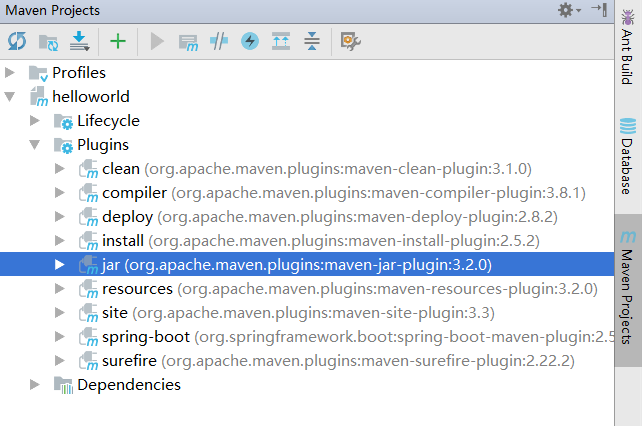 Maven Projects
Profiles
helloworld
Lifecycle
Plugins
clean (org.apache.maven.plugins:maven-clean-plugin:3.1.0)
compiler (org.apache.maven.plugins:maven-compiler-plugin:3.8.1)
deploy (org.apache.maven.plugins:maven-deploy-plugin:2.8.2)
install (org.apache.maven.plugins:maven-install-plugin:2.5.2)
jar (org.apache.maven.plugins:maven-jar-plugin:3.2.0)
resources (org.apache.maven.plugins:maven-resources-plugin:3.2.0)
site (org.apache.maven.plugins:maven-site-plugin:3.3)
spring-boot (org.springframework.boot:spring-boot-maven-plugin:2.5
surefire (org.apache.maven.plugins:maven-surefire-plugin:2.22.2)
Dependencies
Ant Build
Database
Maven Projects